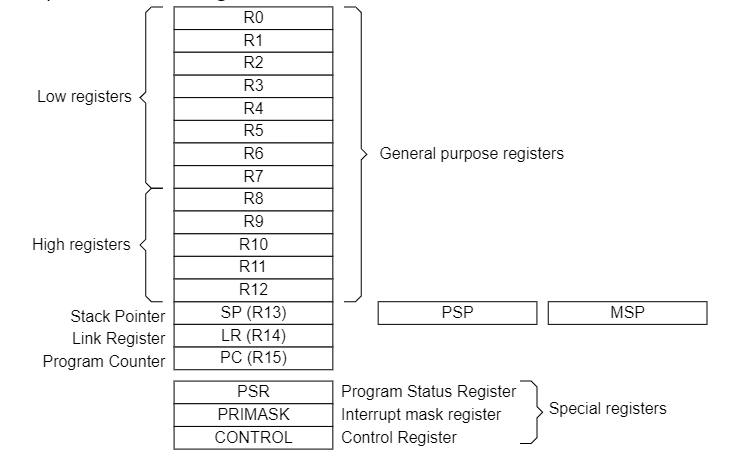 R0
R1
R2
R3
Low registers
R4
R5
R6
General purpose registers
R7
R8
R9
High registers
R10
R11
R12
Stack Pointer SP (R13) PSP MSP
Link Register LR (R14)
Program Counter PC (R15)
PSR Program Status Register
PRIMASK Interrupt mask register Special registers
CONTROL Control Register